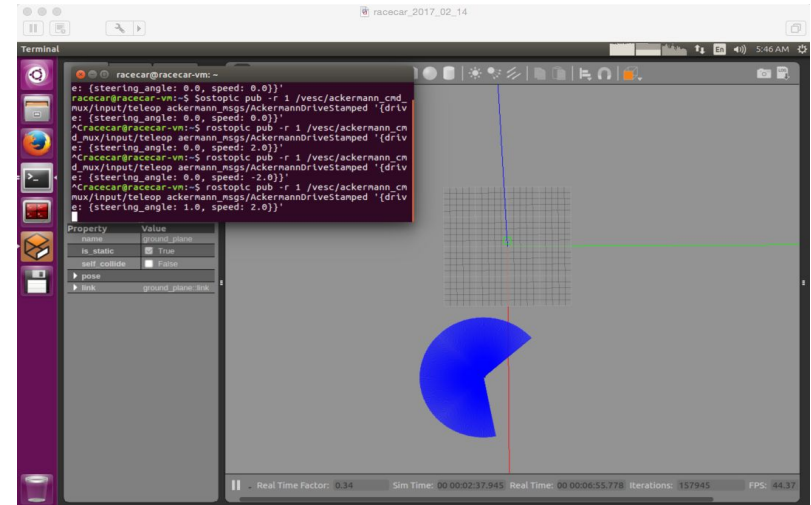 racecar_2017_02_14
Terminal
En
5:46 AM
racecar@racecar-vm: ~
e: {steering_angle: 0.0, speed: 0.0}}'
racecar@racecar-vm:~$ $ostopic pub -r 1 /vesc/ackermann_cmd_
mux/input/teleop ackermann_msgs/AckermannDriveStamped '{driv
e: {steering_angle: 0.0, speed: 0.0}}'
^Cracecar@racecar-vm:~$ rostopic pub -r 1 /vesc/ackermann_cm
d_mux/input/teleop ackermann_msgs/AckermannDriveStamped '{driv
e: {steering_angle: 0.0, speed: 2.0}}'
^Cracecar@racecar-vm:~$ rostopic pub -r 1 /vesc/ackermann_cm
d_mux/input/teleop aermann_msgs/AckermannDriveStamped '{driv
e: {steering_angle: 0.0, speed: -2.0}}'
^Cracecar@racecar-vm:~$ rostopic pub -r 1 /vesc/ackermann_cm
mux/input/teleop ackermann_msgs/AckermannDriveStamped '{driv
e: {steering_angle: 1.0, speed: 2.0}}'
Property Value
name ground_plane
is_static True
self_collide False
pose
link ground_plane::link
Real Time Factor: 0.34 Sim Time: 00 00:02:37.945 Real Time: 00 00:06:55.778 Iterations: 157945 FPS: 44.37